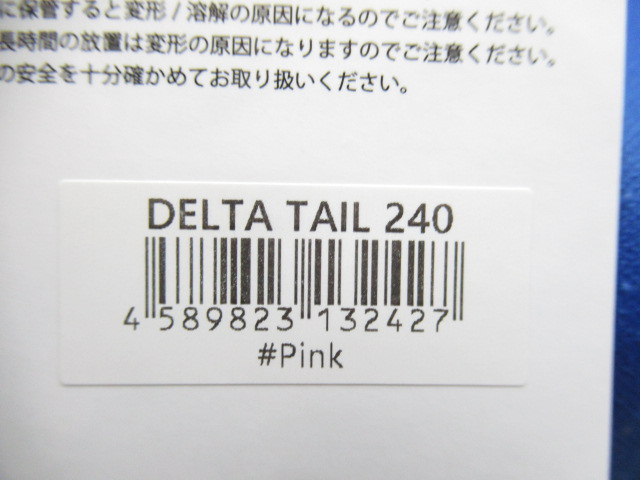 に保管すると変形/溶解の原因になるのでご注意ください。
長時間の放置は変形の原因になりますのでご注意ください。
の安全を十分確かめてお取り扱いください。
DELTA TAIL 240
4 589823 132427
#Pink